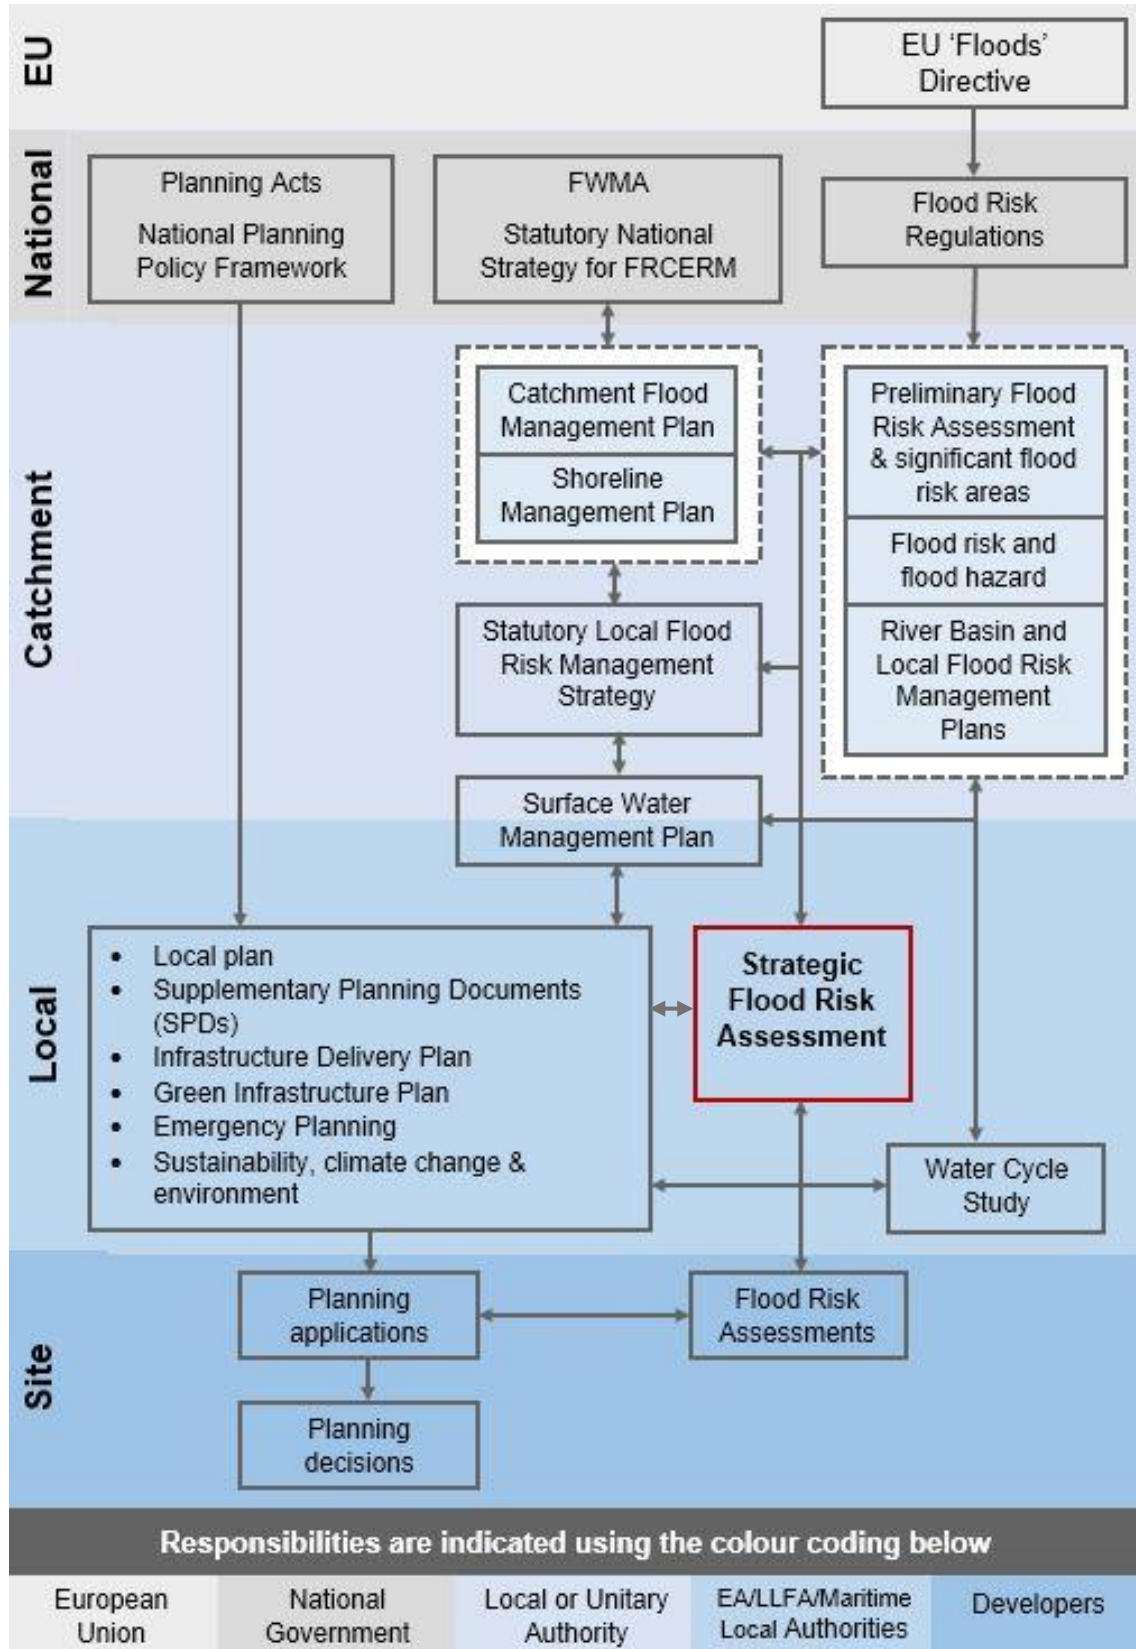 EU
EU 'Floods'
Directive
National
Planning Acts
National Planning
Policy Framework
FWMA
Statutory National
Strategy for FRCERM
Flood Risk
Regulations
Catchment
Catchment Flood
Management Plan
Shoreline
Management Plan
Preliminary Flood
Risk Assessment
& significant flood
risk areas
Flood risk and
flood hazard
River Basin and
Local Flood Risk
Management
Plans
Statutory Local Flood
Risk Management
Strategy
Surface Water
Management Plan
Local
• Local plan
• Supplementary Planning Documents
(SPDs)
• Infrastructure Delivery Plan
• Green Infrastructure Plan
• Emergency Planning
• Sustainability, climate change &
environment
Strategic
Flood Risk
Assessment
Water Cycle
Study
Site
Planning
applications
Flood Risk
Assessments
Planning
decisions
Responsibilities are indicated using the colour coding below
European
Union
National
Government
Local or Unitary
Authority
EA/LLFA/Maritime
Local Authorities
Developers